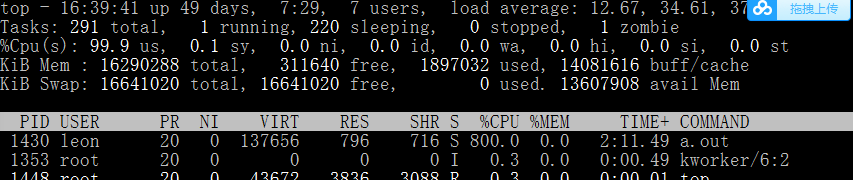 top - 16:39:41 up 49 days,  7:29,  7 users,  load average: 12.67, 34.61, 37
拖拽上传
Tasks: 291 total,   1 running, 220 sleeping,   0 stopped,   1 zombie
%Cpu(s): 99.9 us,  0.1 sy,  0.0 ni,  0.0 id,  0.0 wa,  0.0 hi,  0.0 si,  0.0 st
KiB Mem : 16290288 total,   311640 free,  1897032 used, 14081616 buff/cache
KiB Swap: 16641020 total, 16641020 free,        0 used. 13607908 avail Mem
PID USER      PR  NI    VIRT    RES    SHR S  %CPU %MEM     TIME+ COMMAND
1430 leon      20   0  137656    796    716 S 800.0  0.0   2:11.49 a.out
1353 root      20   0       0      0      0 I   0.3  0.0   0:00.49 kworker/6:2
1448 root      20   0   43672   3836   3088 R   0.3  0.0   0:00.01 top